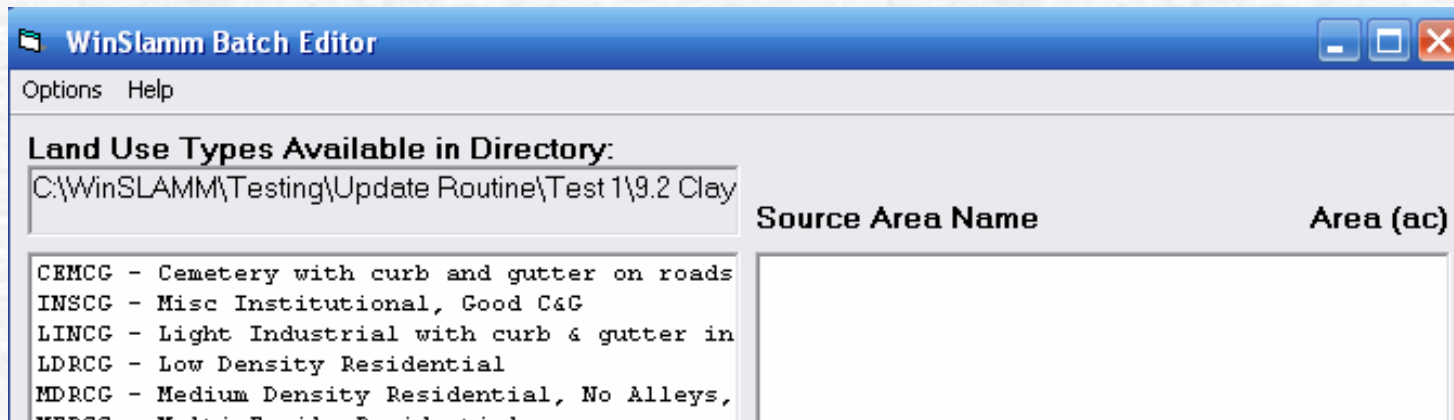 WinSlamm Batch Editor
Options Help
Land Use Types Available in Directory:
C:\WinSLAMM\Testing\Update Routine\Test 1\9.2 Clay
Source Area Name Area (ac)
CEMCG - Cemetery with curb and gutter on roads
INSCG - Misc Institutional, Good C&G
LINCG - Light Industrial with curb & gutter in
LDRCG - Low Density Residential
MDRCG - Medium Density Residential, No Alleys,